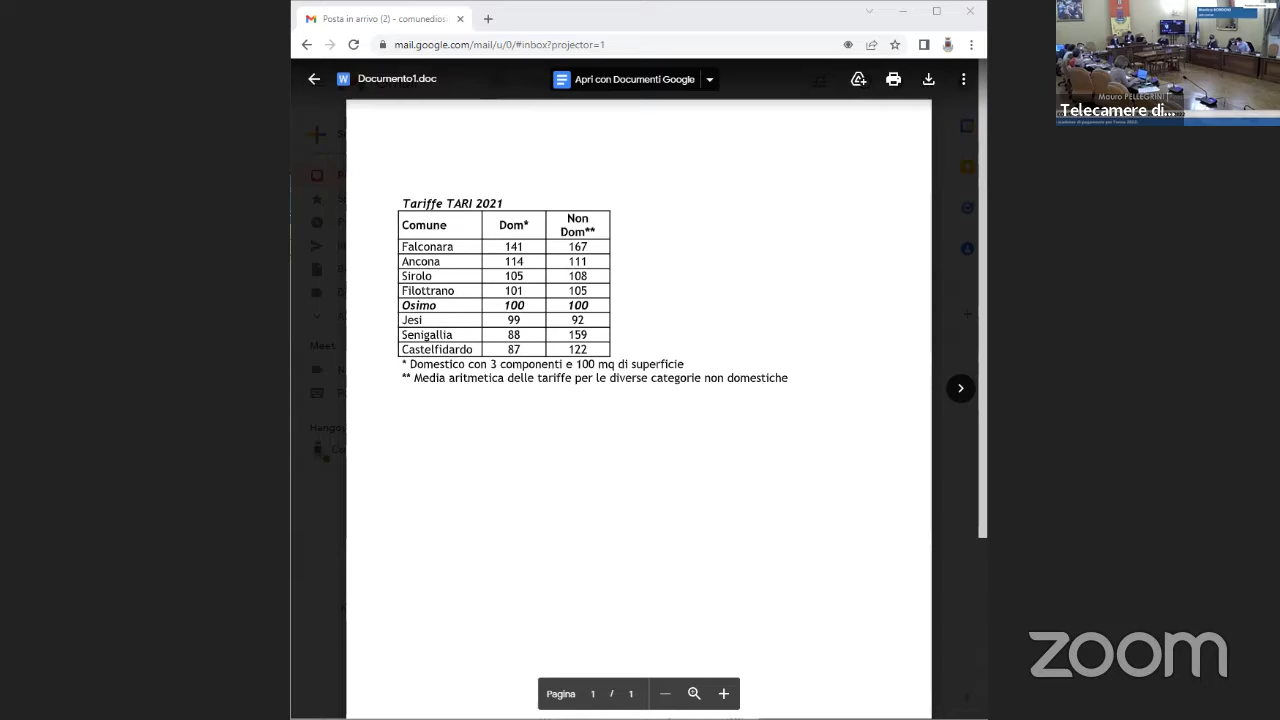 Posta in arrivo (2) - comunedios
mail.google.com/mail/u/0/#inbox?projector=1
Documento1.doc
Apri con Documenti Google
Tariffe TARI 2021
Comune Dom* Non Dom**
Falconara 141 167
Ancona 114 111
Sirolo 105 108
Filottrano 101 105
Osimo 100 100
Jesi 99 92
Senigallia 88 159
Castelfidardo 87 122
* Domestico con 3 componenti e 100 mq di superficie
** Media aritmetica delle tariffe per le diverse categorie non domestiche
Meet
Pagina 1 / 1
Mauro PELLEGRINI
Telecamere di...
zoom